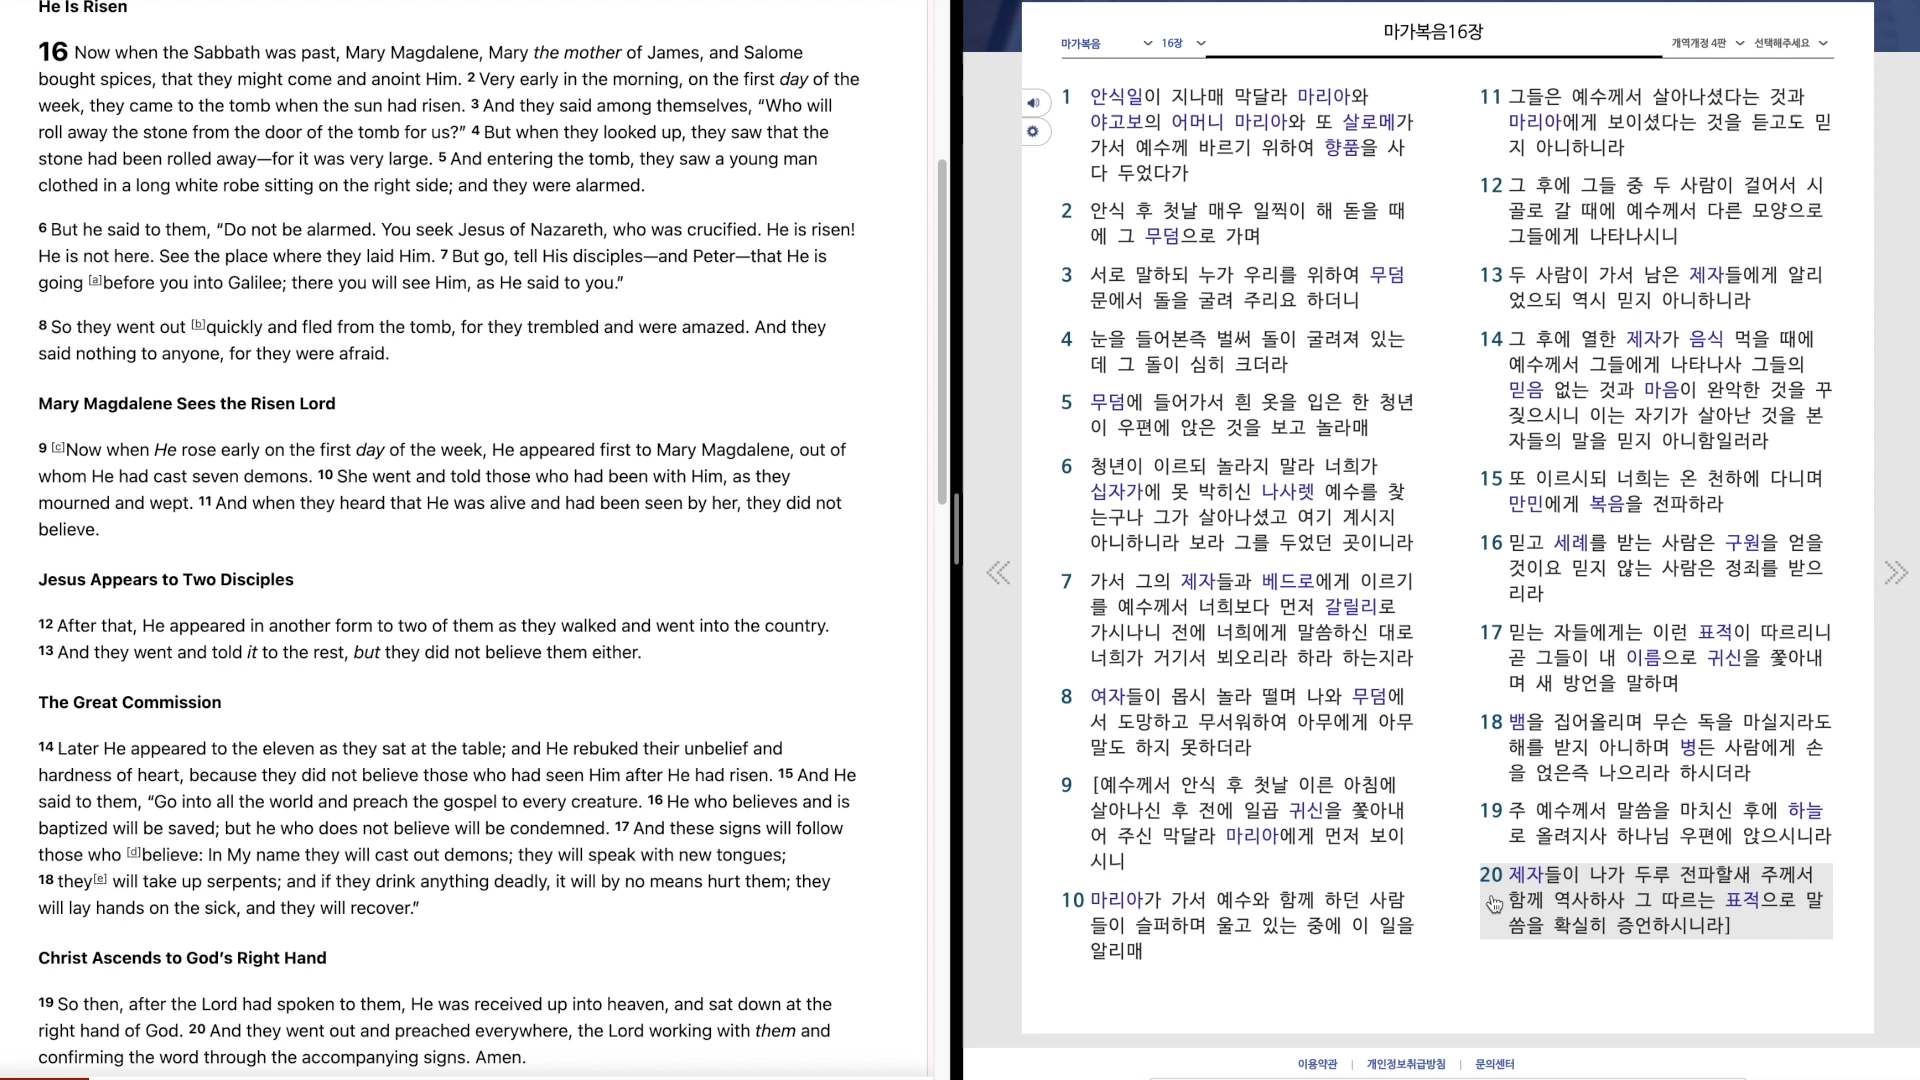 He Is Risen
16 Now when the Sabbath was past, Mary Magdalene, Mary the mother of James, and Salome
bought spices, that they might come and anoint Him. 2 Very early in the morning, on the first day of the
week, they came to the tomb when the sun had risen. 3 And they said among themselves, “Who will
roll away the stone from the door of the tomb for us?” 4 But when they looked up, they saw that the
stone had been rolled away—for it was very large. 5 And entering the tomb, they saw a young man
clothed in a long white robe sitting on the right side; and they were alarmed.
6 But he said to them, “Do not be alarmed. You seek Jesus of Nazareth, who was crucified. He is risen!
He is not here. See the place where they laid Him. 7 But go, tell His disciples—and Peter—that He is
going [a]before you into Galilee; there you will see Him, as He said to you.”
8 So they went out [b]quickly and fled from the tomb, for they trembled and were amazed. And they
said nothing to anyone, for they were afraid.
Mary Magdalene Sees the Risen Lord
9 [c]Now when He rose early on the first day of the week, He appeared first to Mary Magdalene, out of
whom He had cast seven demons. 10 She went and told those who had been with Him, as they
mourned and wept. 11 And when they heard that He was alive and had been seen by her, they did not
believe.
Jesus Appears to Two Disciples
12 After that, He appeared in another form to two of them as they walked and went into the country.
13 And they went and told it to the rest, but they did not believe them either.
The Great Commission
14 Later He appeared to the eleven as they sat at the table; and He rebuked their unbelief and
hardness of heart, because they did not believe those who had seen Him after He had risen. 15 And He
said to them, “Go into all the world and preach the gospel to every creature. 16 He who believes and is
baptized will be saved; but he who does not believe will be condemned. 17 And these signs will follow
those who [d]believe: In My name they will cast out demons; they will speak with new tongues;
18 they[e] will take up serpents; and if they drink anything deadly, it will by no means hurt them; they
will lay hands on the sick, and they will recover.”
Christ Ascends to God’s Right Hand
19 So then, after the Lord had spoken to them, He was received up into heaven, and sat down at the
right hand of God. 20 And they went out and preached everywhere, the Lord working with them and
confirming the word through the accompanying signs. Amen.
마가복음16장
마가복음 16장 개역개정 4판 선택해주세요
1 안식일이 지나매 막달라 마리아와
야고보의 어머니 마리아와 또 살로메가
가서 예수께 바르기 위하여 향품을 사
다 두었다가
2 안식 후 첫날 매우 일찍이 해 돋을 때
에 그 무덤으로 가며
3 서로 말하되 누가 우리를 위하여 무덤
문에서 돌을 굴려 주리요 하더니
4 눈을 들어본즉 벌써 돌이 굴려져 있는
데 그 돌이 심히 크더라
5 무덤에 들어가서 흰 옷을 입은 한 청년
이 우편에 앉은 것을 보고 놀라매
6 청년이 이르되 놀라지 말라 너희가
십자가에 못 박히신 나사렛 예수를 찾
는구나 그가 살아나셨고 여기 계시지
아니하니라 보라 그를 두었던 곳이니라
7 가서 그의 제자들과 베드로에게 이르기
를 예수께서 너희보다 먼저 갈릴리로
가시나니 전에 너희에게 말씀하신 대로
너희가 거기서 뵈오리라 하라 하는지라
8 여자들이 몹시 놀라 떨며 나와 무덤에
서 도망하고 무서워하여 아무에게 아무
말도 하지 못하더라
9 [예수께서 안식 후 첫날 이른 아침에
살아나신 후 전에 일곱 귀신을 쫓아내
어 주신 막달라 마리아에게 먼저 보이
시니
10 마리아가 가서 예수와 함께 하던 사람
들이 슬퍼하며 울고 있는 중에 이 일을
알리매
11 그들은 예수께서 살아나셨다는 것과
마리아에게 보이셨다는 것을 듣고도 믿
지 아니하니라
12 그 후에 그들 중 두 사람이 걸어서 시
골로 갈 때에 예수께서 다른 모양으로
그들에게 나타나시니
13 두 사람이 가서 남은 제자들에게 알리
었으되 역시 믿지 아니하니라
14 그 후에 열한 제자가 음식 먹을 때에
예수께서 그들에게 나타나사 그들의
믿음 없는 것과 마음이 완악한 것을 꾸
짖으시니 이는 자기가 살아난 것을 본
자들의 말을 믿지 아니함일러라
15 또 이르시되 너희는 온 천하에 다니며
만민에게 복음을 전파하라
16 믿고 세례를 받는 사람은 구원을 얻을
것이요 믿지 않는 사람은 정죄를 받으
리라
17 믿는 자들에게는 이런 표적이 따르리니
곧 그들이 내 이름으로 귀신을 쫓아내
며 새 방언을 말하며
18 뱀을 집어올리며 무슨 독을 마실지라도
해를 받지 아니하며 병든 사람에게 손
을 얹은즉 나으리라 하시더라
19 주 예수께서 말씀을 마치신 후에 하늘
로 올려지사 하나님 우편에 앉으시니라
20 제자들이 나가 두루 전파할새 주께서
함께 역사하사 그 따르는 표적으로 말
씀을 확실히 증언하시니라]
이용약관 | 개인정보취급방침 | 문의센터